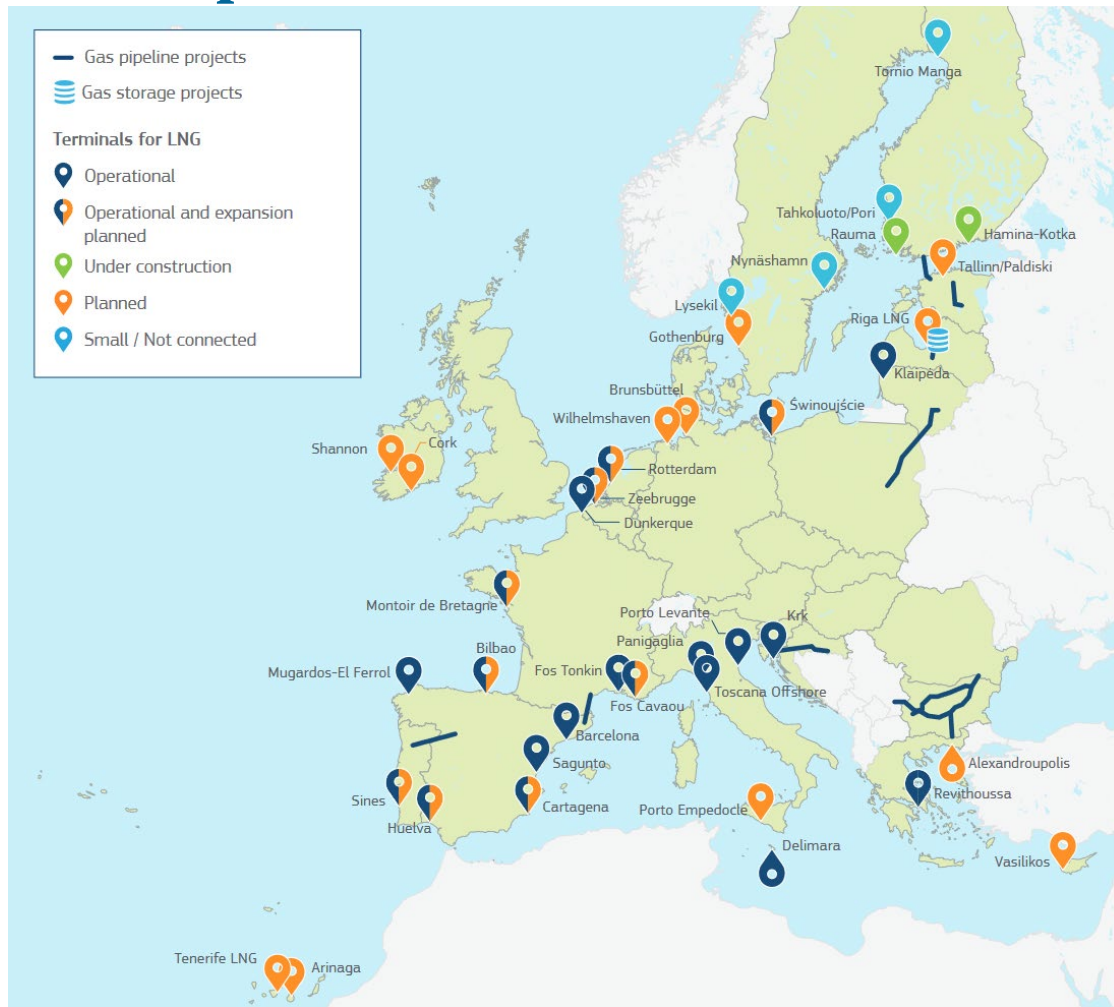 Gas pipeline projects
Gas storage projects
Terminals for LNG
Operational
Operational and expansion
planned
Under construction
Planned
Small / Not connected
Tornio Manga
Tahkoluoto/Pori
Rauma
Hamina-Kotka
Nynäshamn
Tallinn/Paldiski
Lysekil
Riga LNG
Gothenburg
Klaipėda
Brunsbüttel
Świnoujście
Wilhelmshaven
Shannon
Cork
Rotterdam
Zeebrugge
Dunkerque
Montoir de Bretagne
Porto Levante
Krk
Bilbao
Panigaglia
Mugardos-El Ferrol
Fos Tonkin
Toscana Offshore
Fos Cavaou
Barcelona
Sagunto
Alexandroupolis
Sines
Cartagena
Revithoussa
Porto Empedocle
Huelva
Delimara
Vasilikos
Tenerife LNG
Arinaga